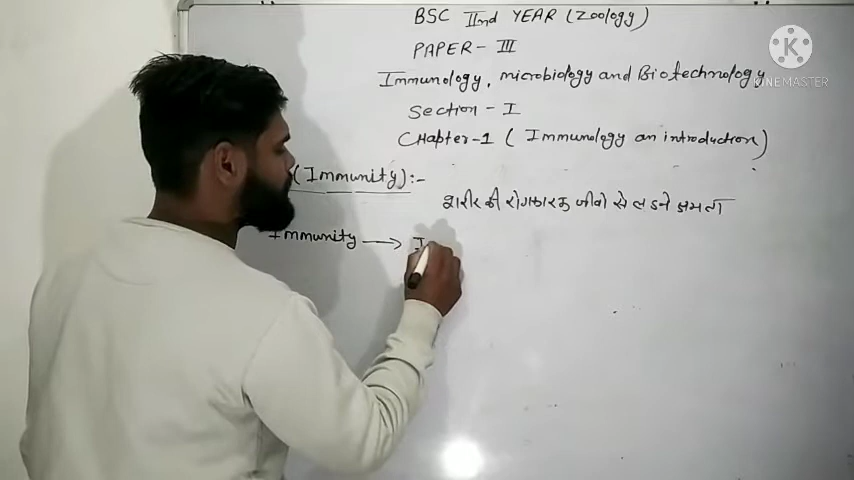 BSC IInd YEAR (Zoology)
PAPER - III
Immunology, microbiology and Biotechnology
KINEMASTER
Section - I
CHapter-1 ( Immunology an introduction)
(Immunity):-
शरीर की रोगकारक जीवो से लडने क्षमता
Immunity → I